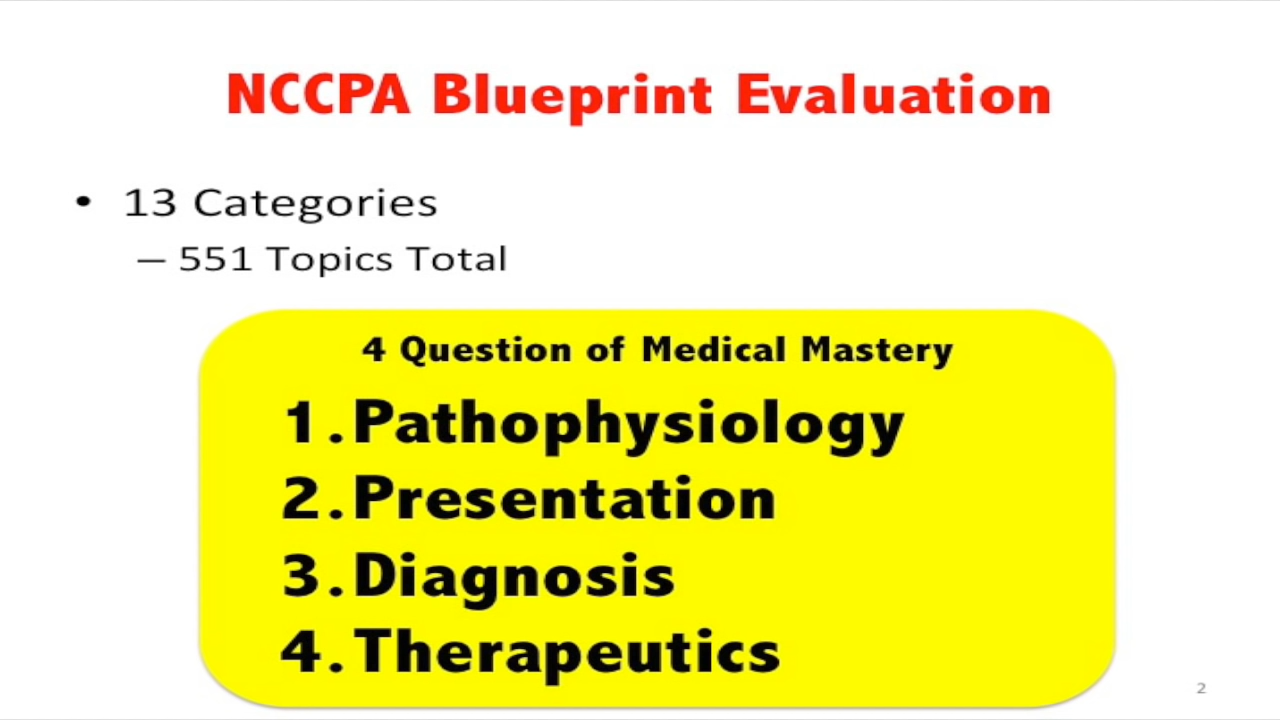 NCCPA Blueprint Evaluation
• 13 Categories
– 551 Topics Total
4 Question of Medical Mastery
1. Pathophysiology
2. Presentation
3. Diagnosis
4. Therapeutics
2